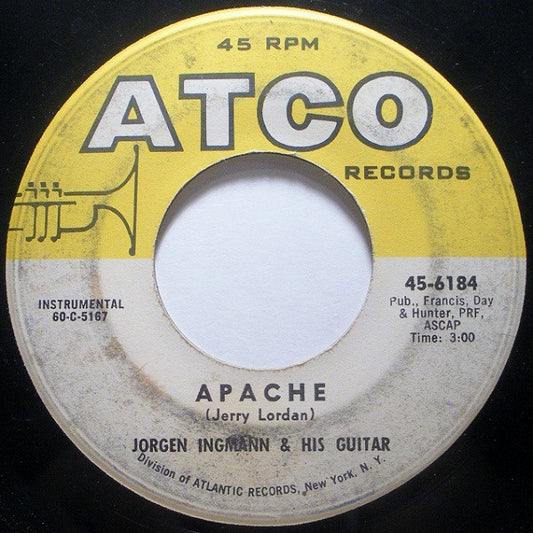 45 RPM
ATCO
RECORDS
INSTRUMENTAL
60-C-5167
45-6184
Pub., Francis, Day
& Hunter, PRF,
ASCAP
Time: 3:00
APACHE
(Jerry Lordan)
JORGEN INGMANN & HIS GUITAR
Division of ATLANTIC RECORDS, New York, N. Y.